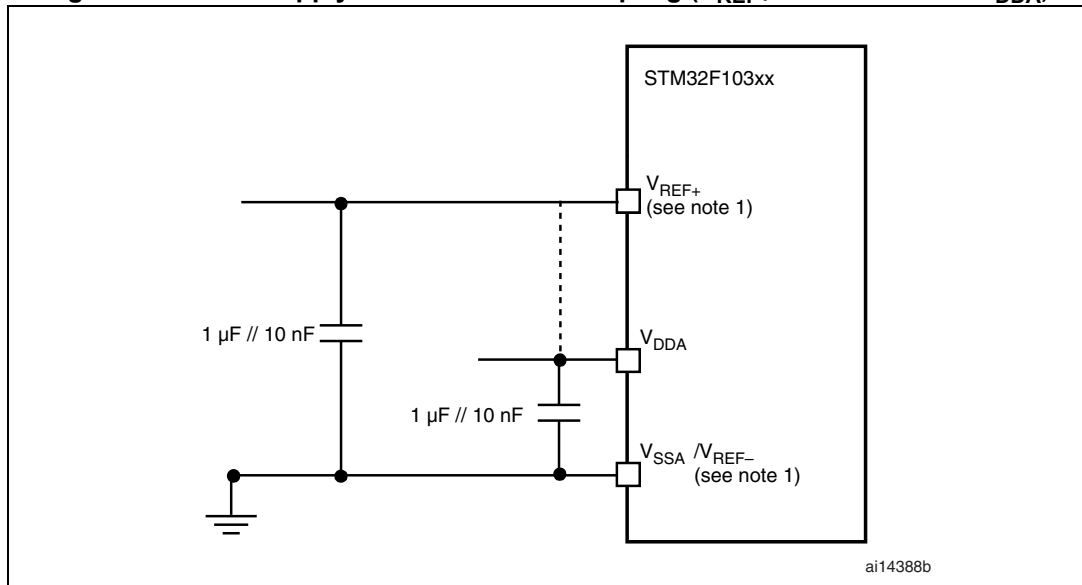 STM32F103xx
VREF+
(see note 1)
1 µF // 10 nF
VDDA
1 µF // 10 nF
VSSA /VREF–
(see note 1)
ai14388b